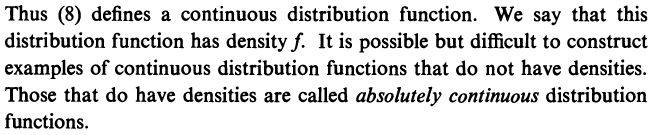 Thus (8) defines a continuous distribution function. We say that this
distribution function has density f. It is possible but difficult to construct
examples of continuous distribution functions that do not have densities.
Those that do have densities are called absolutely continuous distribution
functions.